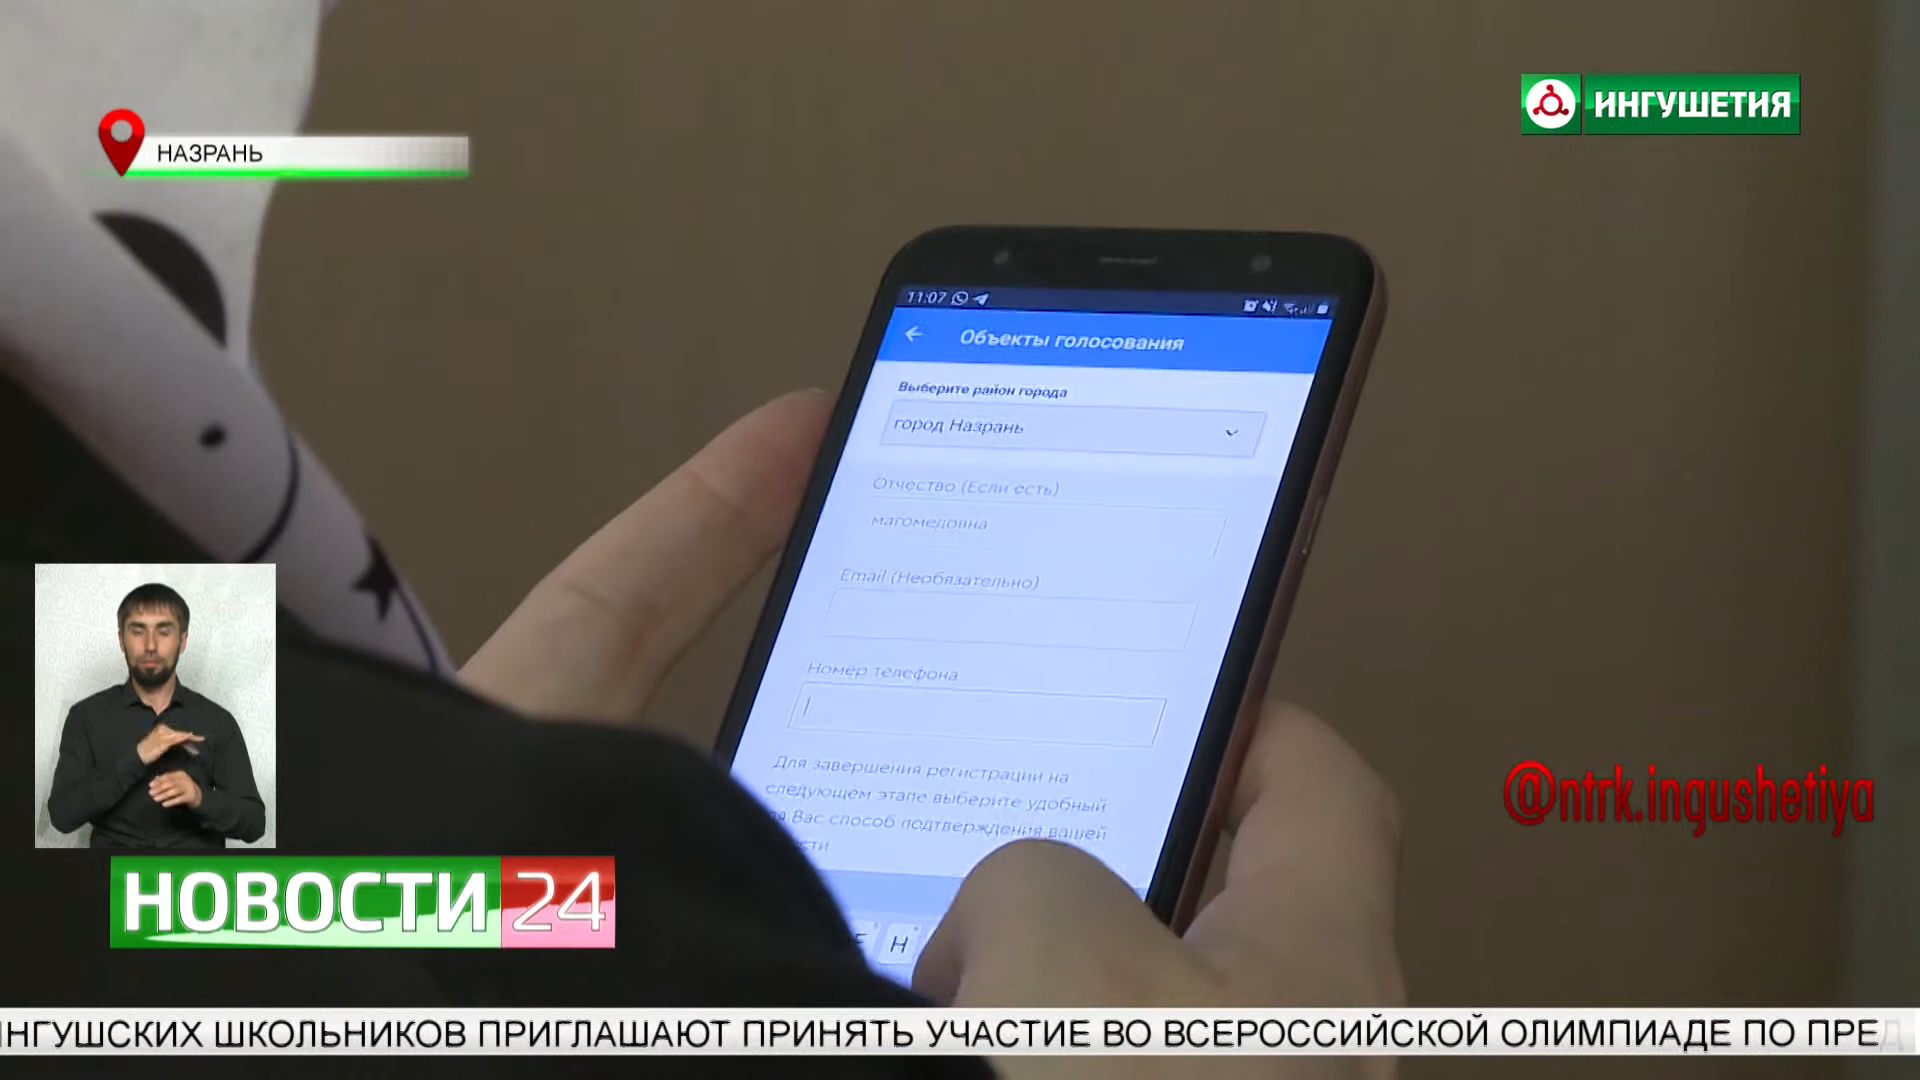 ИНГУШЕТИЯ
НАЗРАНЬ
11:07
Объекты голосования
Выберите район города
город Назрань
Отчество (Если есть)
магомедовна
Email (Необязательно)
Номер телефона
Для завершения регистрации на
следующем этапе выберите удобный
Вас способ подтверждения вашей
Н
@ntrk.ingushetiya
НОВОСТИ 24
ИНГУШСКИХ ШКОЛЬНИКОВ ПРИГЛАШАЮТ ПРИНЯТЬ УЧАСТИЕ ВО ВСЕРОССИЙСКОЙ ОЛИМПИАДЕ ПО ПРЕД